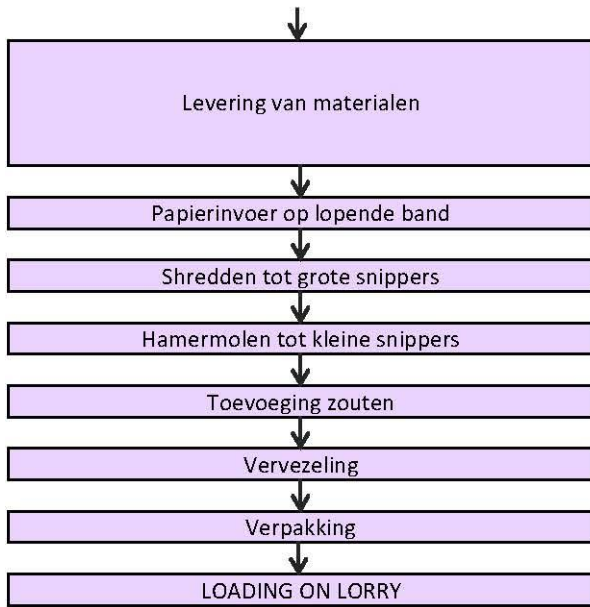 Levering van materialen
Papierinvoer op lopende band
Shredden tot grote snippers
Hamermolen tot kleine snippers
Toevoeging zouten
Vervezeling
Verpakking
LOADING ON LORRY